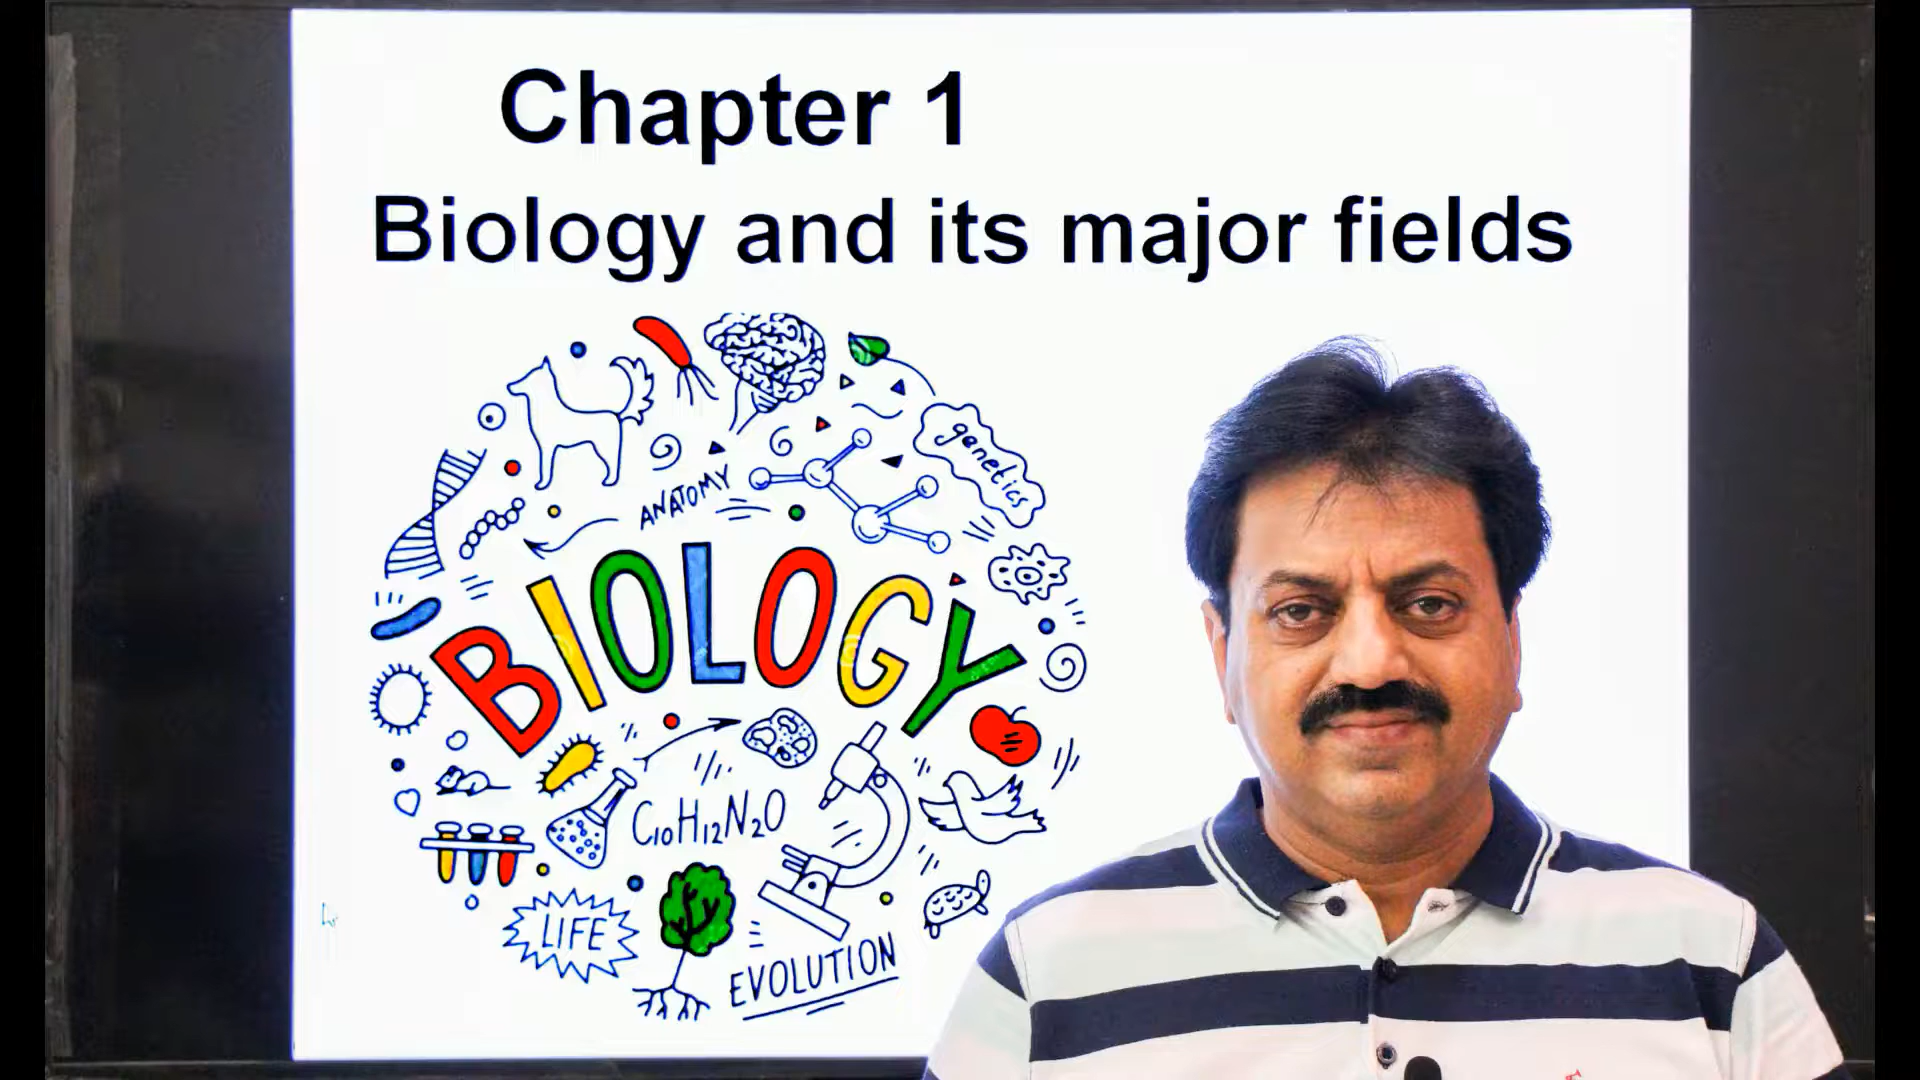 Chapter 1
Biology and its major fields
genetics
ANATOMY
BIOLOGY
C10H12N2O
LIFE
EVOLUTION